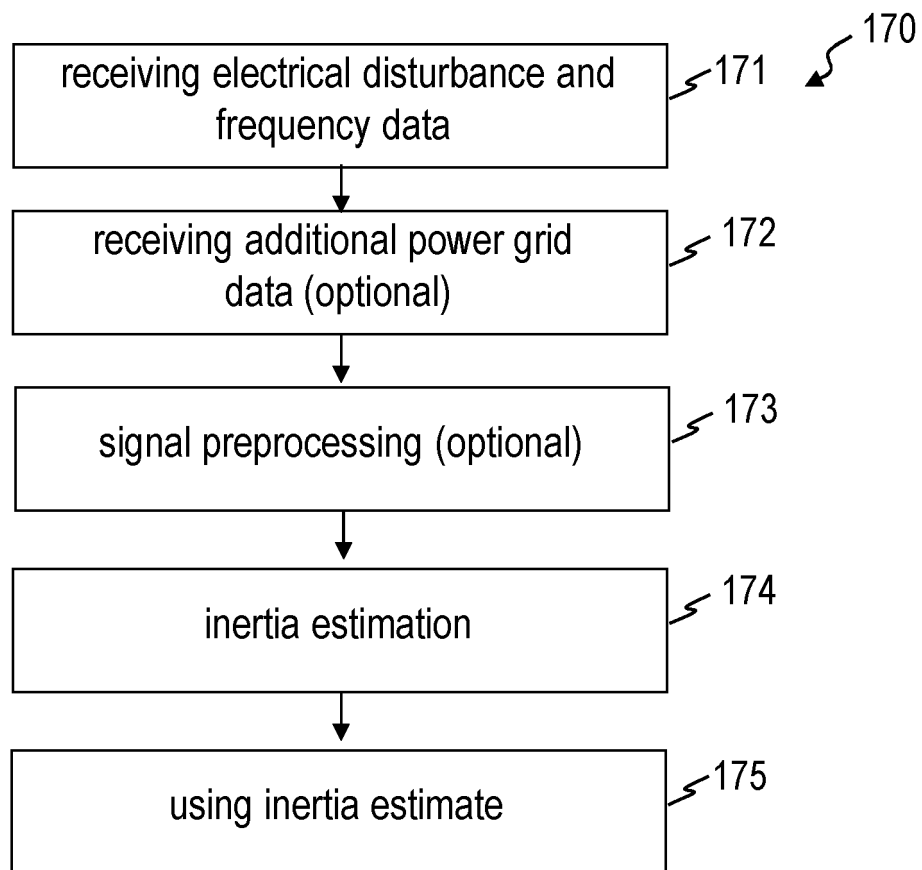 170
receiving electrical disturbance and
frequency data
171
receiving additional power grid
data (optional)
172
signal preprocessing (optional)
173
inertia estimation
174
using inertia estimate
175